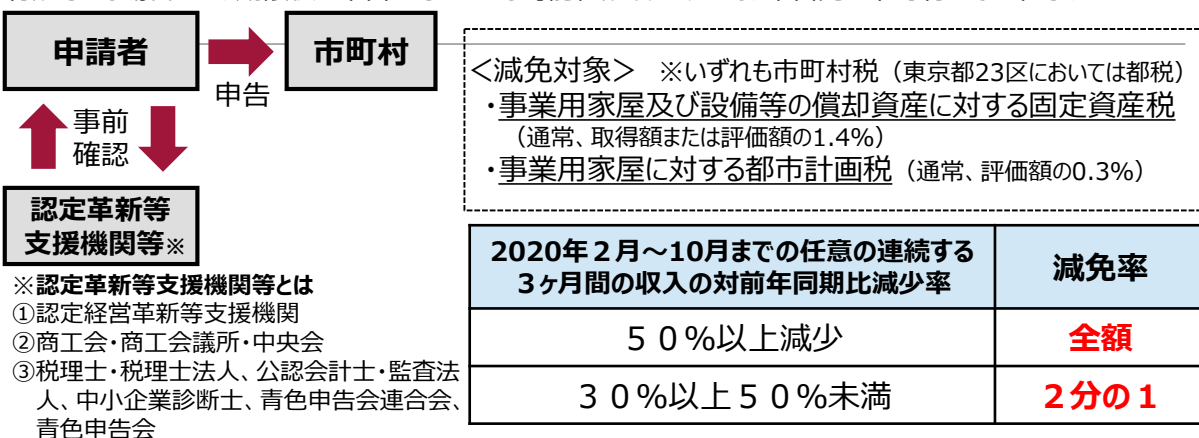 申請者
申告
市町村
事前
確認
認定革新等
支援機関等※
※認定革新等支援機関等とは
①認定経営革新等支援機関
②商工会・商工会議所・中央会
③税理士・税理士法人、公認会計士・監査法
人、中小企業診断士、青色申告会連合会、
青色申告会
＜減免対象＞ ※いずれも市町村税（東京都23区においては都税）
・事業用家屋及び設備等の償却資産に対する固定資産税
（通常、取得額または評価額の1.4%）
・事業用家屋に対する都市計画税（通常、評価額の0.3%）
2020年２月～10月までの任意の連続する
３ヶ月間の収入の対前年同期比減少率
減免率
５０%以上減少
全額
３０%以上５０%未満
２分の１